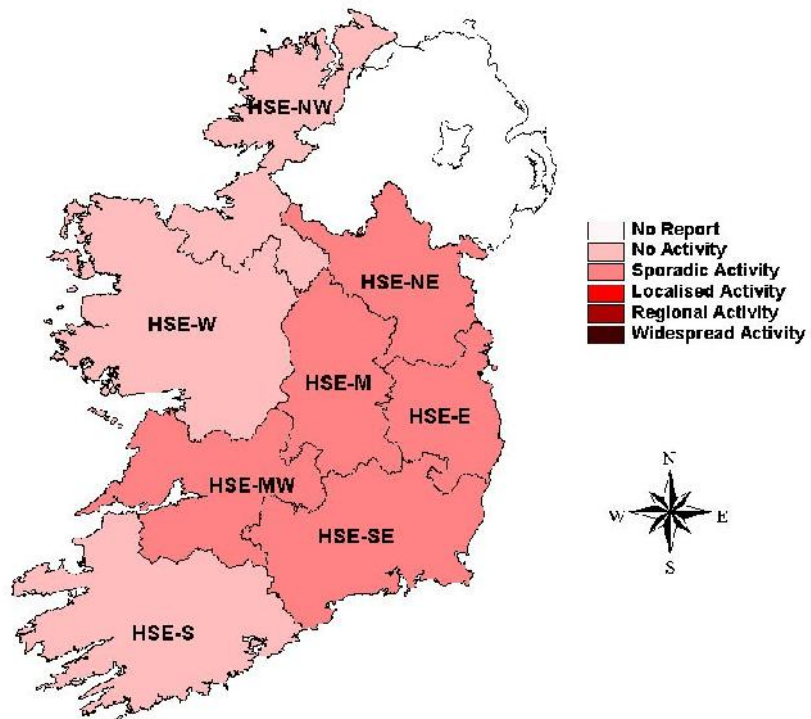 HSE-NW
No Report
No Activity
Sporadic Activity
Localised Activity
Regional Activity
Widespread Activity
HSE-NE
HSE-W
HSE-M
HSE-E
HSE-MW
HSE-SE
HSE-S
N
W E
S